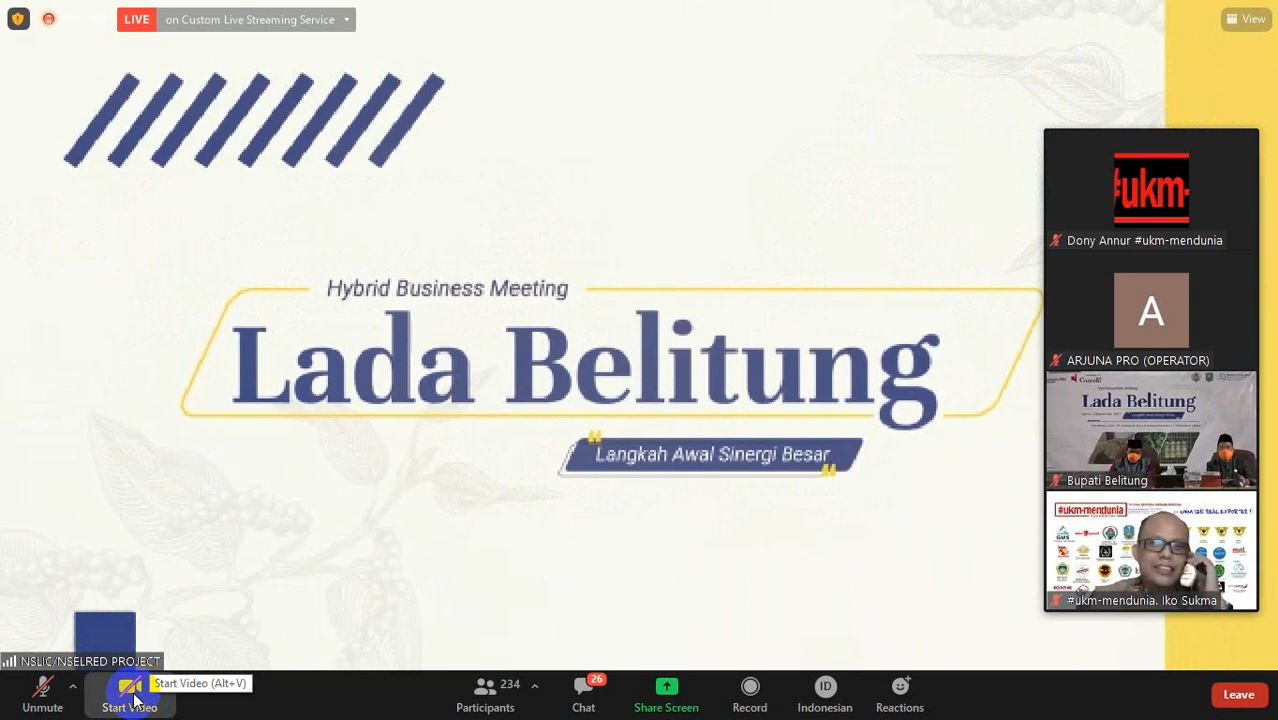 LIVE on Custom Live Streaming Service
View
Hybrid Business Meeting
Lada Belitung
Langkah Awal Sinergi Besar
#ukm-
Dony Annur #ukm-mendunia
A
ARJUNA PRO (OPERATOR)
Lada Belitung
Bupati Belitung
#ukm-mendunia
#ukm-mendunia. Iko Sukma
NSLIC/NSELRED PROJECT
Start Video (Alt+V)
Unmute
Start Video
234
Participants
26
Chat
Share Screen
Record
ID
Indonesian
Reactions
Leave